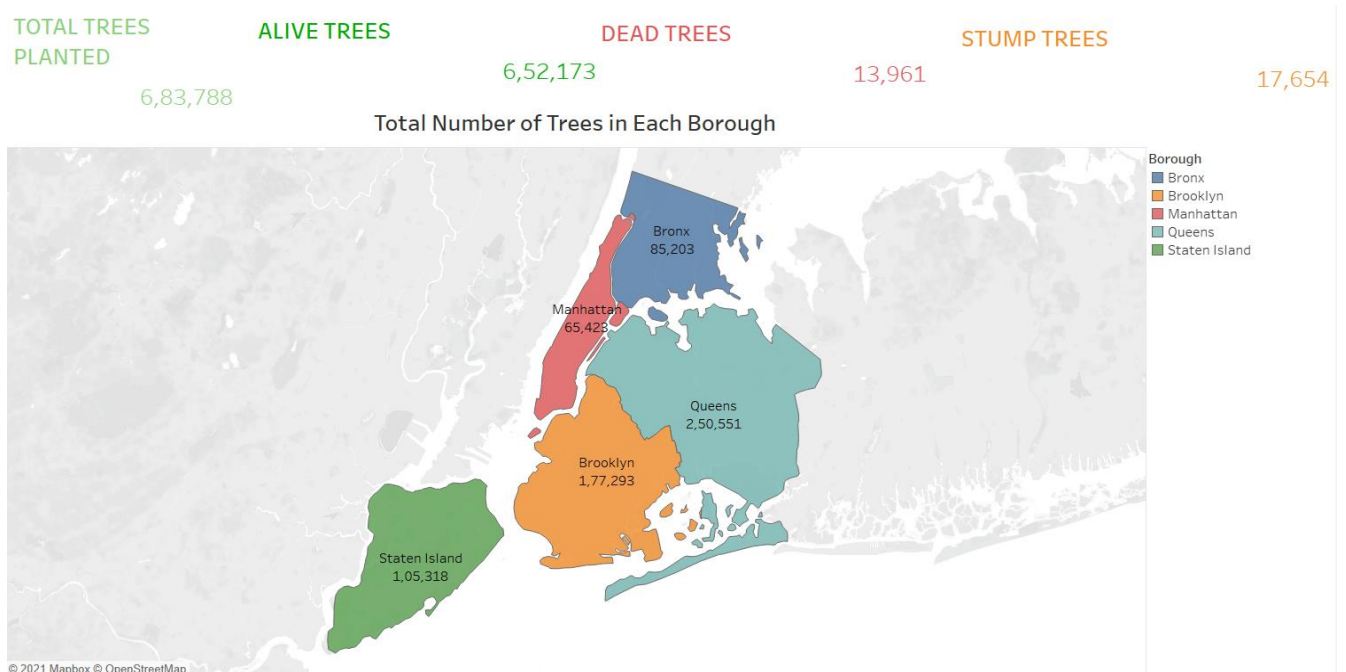 TOTAL TREES
PLANTED
6,83,788
ALIVE TREES
6,52,173
DEAD TREES
13,961
STUMP TREES
17,654
Total Number of Trees in Each Borough
Bronx
85,203
Manhattan
65,423
Queens
2,50,551
Brooklyn
1,77,293
Staten Island
1,05,318
Borough
Bronx
Brooklyn
Manhattan
Queens
Staten Island
© 2021 Mapbox © OpenStreetMap